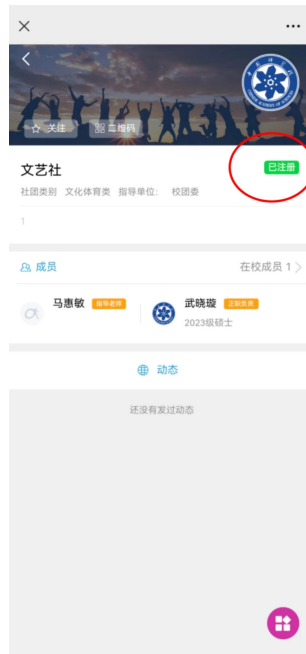 ☆ 关注
二维码
文艺社
已注册
社团类别 文化体育类 指导单位: 校团委
1
成员
在校成员 1 >
马惠敏 指导老师
武晓璇 正职负责
2023级硕士
动态
还没有发过动态